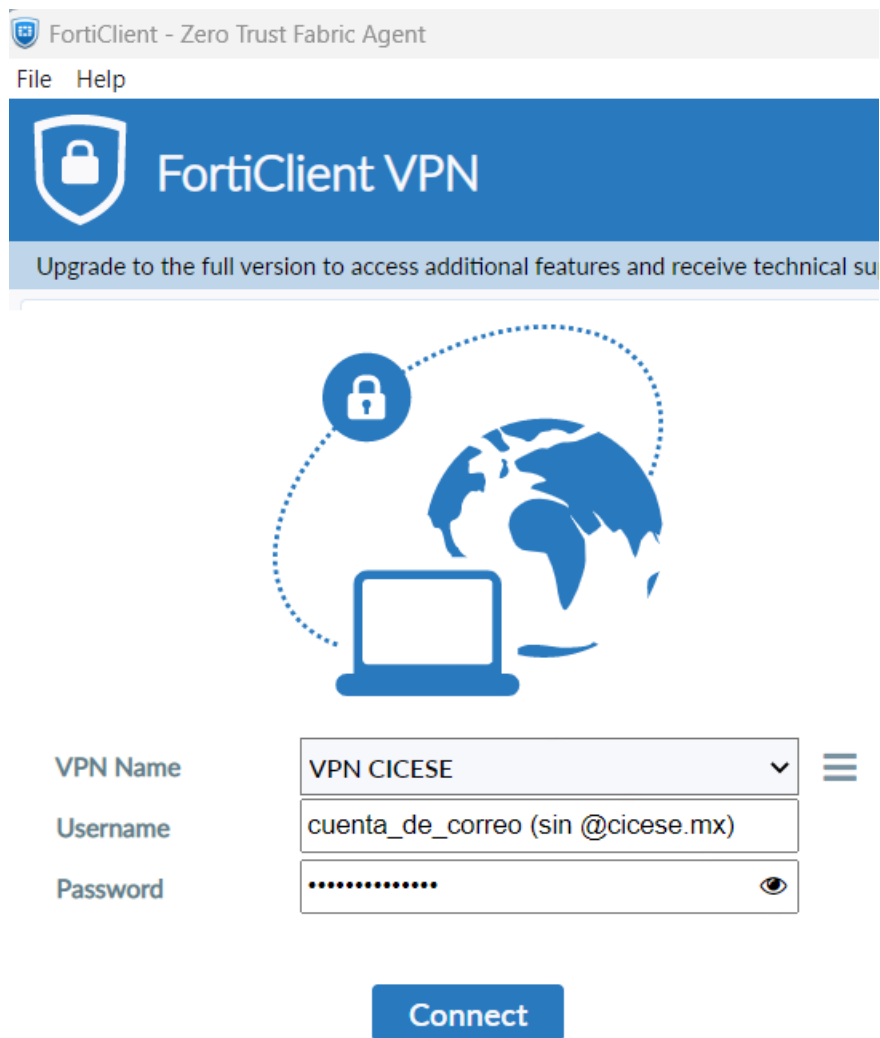 FortiClient - Zero Trust Fabric Agent
File Help
FortiClient VPN
Upgrade to the full version to access additional features and receive technical su
VPN Name VPN CICESE
Username cuenta_de_correo (sin @cicese.mx)
Password ••••••••••••••
Connect